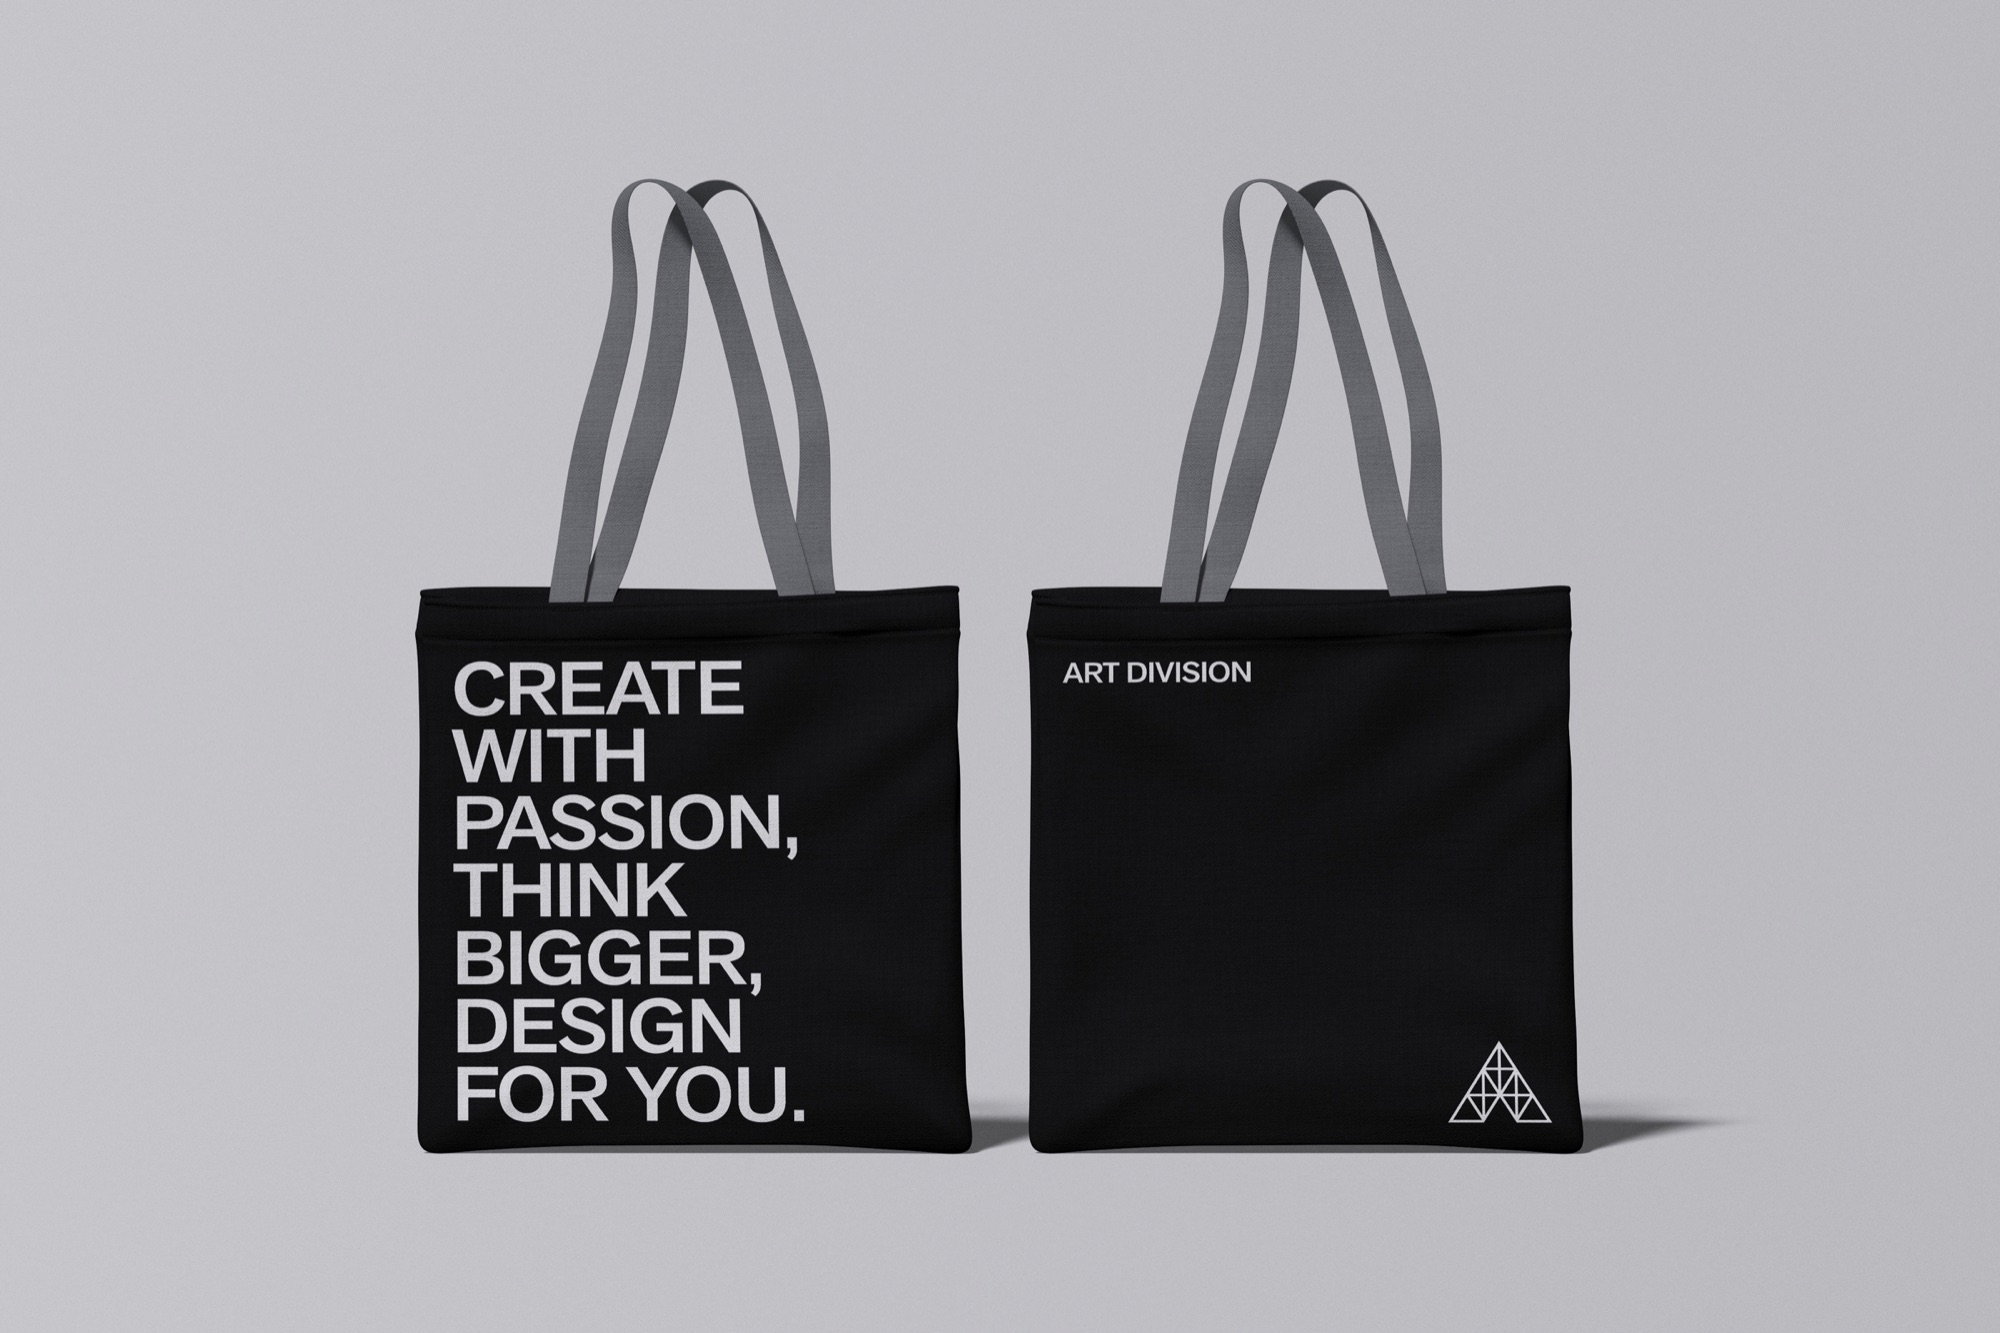 CREATE
WITH
PASSION,
THINK
BIGGER,
DESIGN
FOR YOU.
ART DIVISION